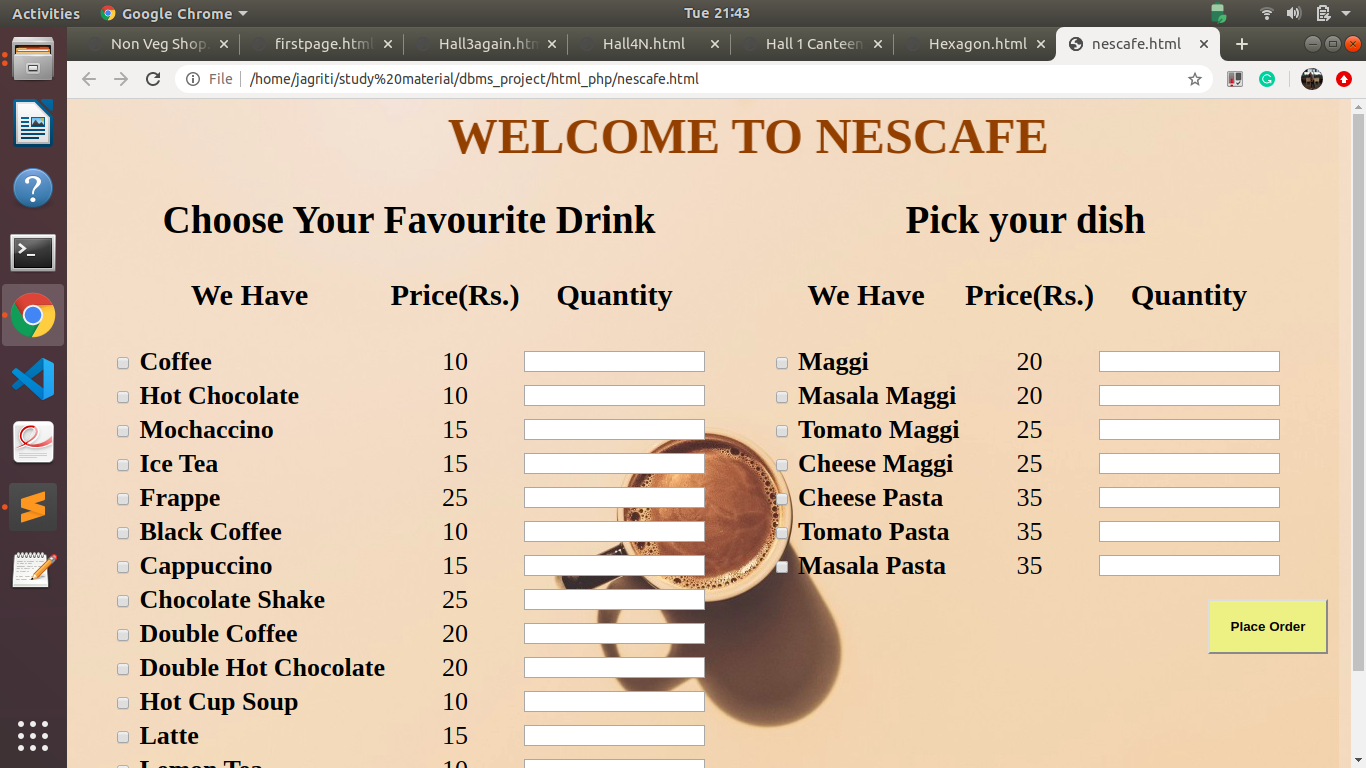 Activities Google Chrome Tue 21:43
Non Veg Shop. firstpage.html Hall3again.htm Hall4N.html Hall 1 Canteen Hexagon.html nescafe.html
File /home/jagriti/study%20material/dbms_project/html_php/nescafe.html
WELCOME TO NESCAFE
Choose Your Favourite Drink
We Have Price(Rs.) Quantity
Coffee 10
Hot Chocolate 10
Mochaccino 15
Ice Tea 15
Frappe 25
Black Coffee 10
Cappuccino 15
Chocolate Shake 25
Double Coffee 20
Double Hot Chocolate 20
Hot Cup Soup 10
Latte 15
Lemon Tea 10
Pick your dish
We Have Price(Rs.) Quantity
Maggi 20
Masala Maggi 20
Tomato Maggi 25
Cheese Maggi 25
Cheese Pasta 35
Tomato Pasta 35
Masala Pasta 35
Place Order